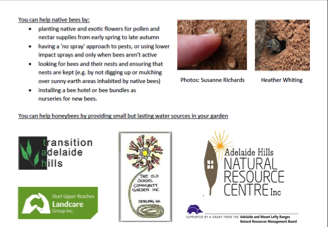 You can help native bees by:
• planting native and exotic flowers for pollen and
nectar supplies from early spring to late autumn
• having a 'no spray' approach to pests, or using lower
impact sprays and only when bees aren't active
• looking for bees and their nests and ensuring that
nests are kept (e.g. by not digging up or mulching
over sunny earth areas inhabited by native bees)
• Installing a bee hotel or bee bundles as
nurseries for new bees.
Photos: Susanne Richards
Heather Whiting
You can help honeybees by providing small but lasting water sources in your garden
transition
adelaide
hills
Sturt Upper Reaches
Landcare
Group Inc.
THE OLD
SCHOOL
COMMUNITY
GARDEN INC
STIRLING, SA
Adelaide Hills
NATURAL
RESOURCE
CENTRE Inc
SUPPORTED BY A GRANT FROM THE Adelaide and Mount Lofty Ranges
Natural Resources Management Board